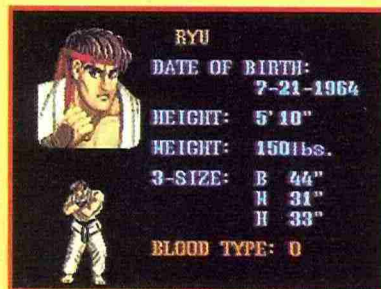 RYU
DATE OF BIRTH:
7-21-1964
HEIGHT: 5'10"
WEIGHT: 150lbs.
3-SIZE: B 44"
W 31"
H 33"
BLOOD TYPE: O